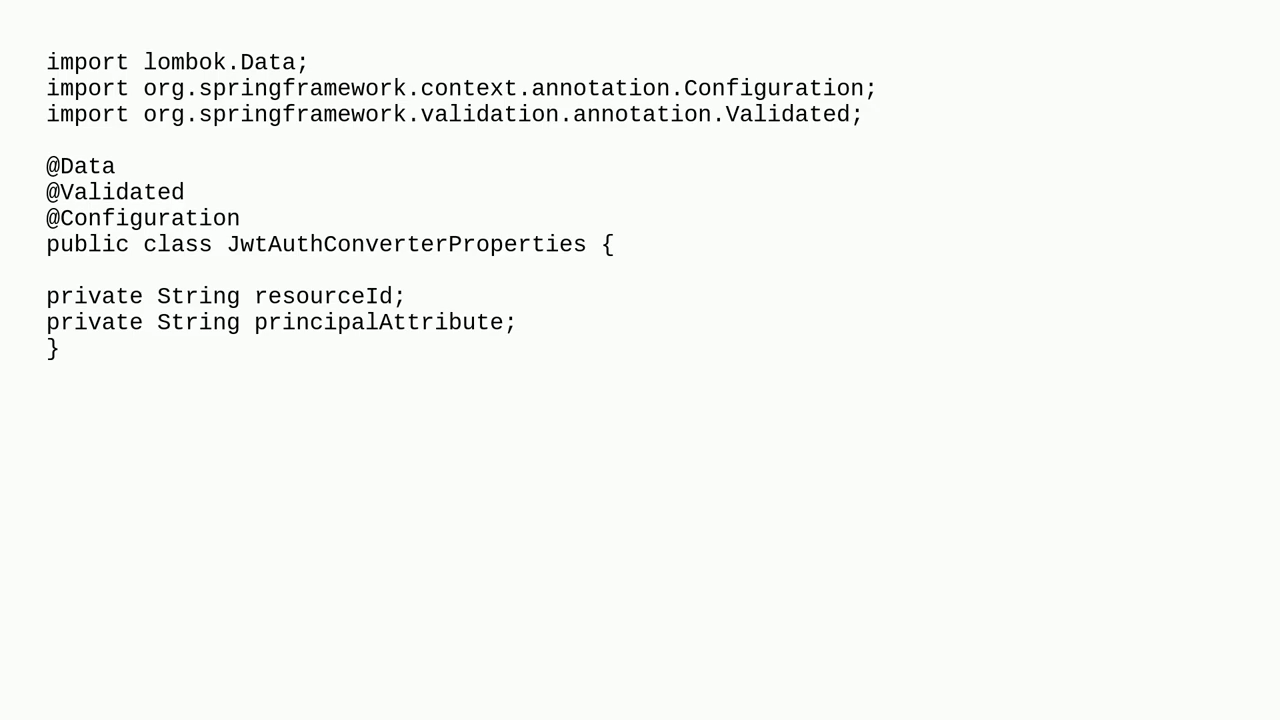 import lombok.Data;
import org.springframework.context.annotation.Configuration;
import org.springframework.validation.annotation.Validated;

@Data
@Validated
@Configuration
public class JwtAuthConverterProperties {

private String resourceId;
private String principalAttribute;
}